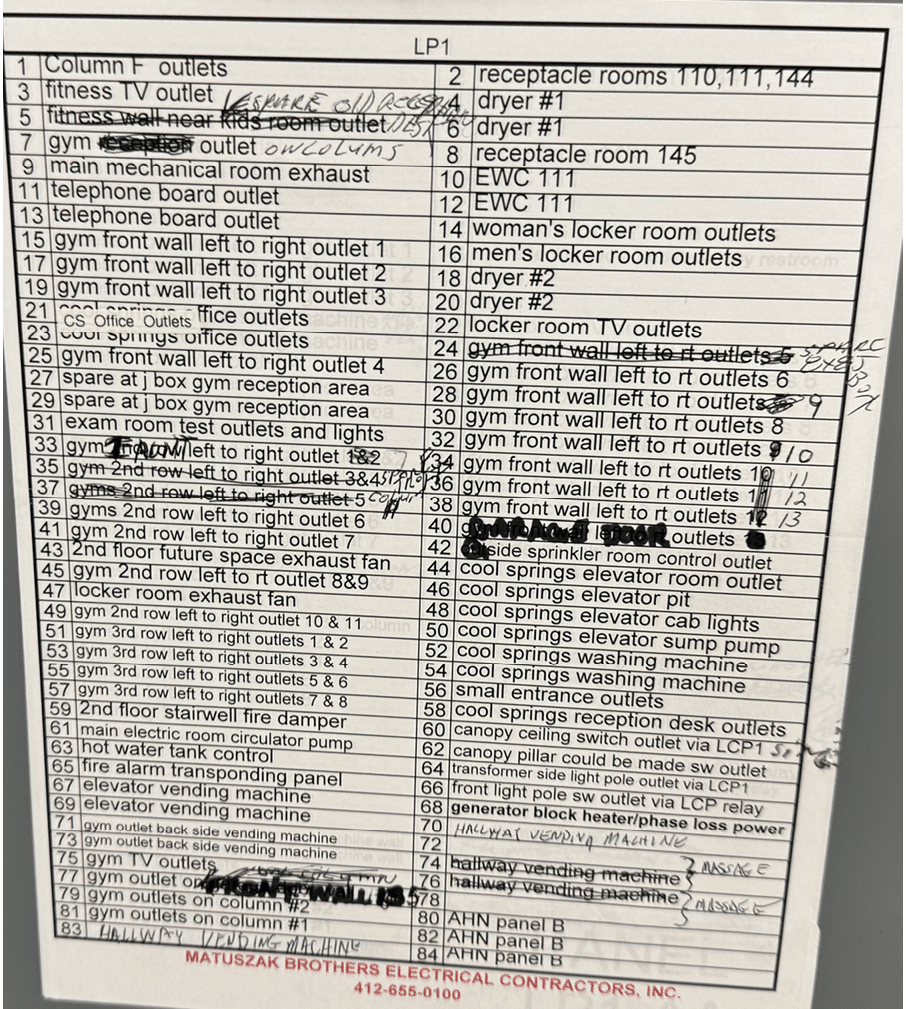 LP1
1 Column F outlets
2 receptacle rooms 110,111,144
3 fitness TV outlet
4 dryer #1
5 fitness wall near kids room outlet SPARE OLD DESK
6 dryer #1
7 gym reception outlet
8 receptacle room 145
9 main mechanical room exhaust
10 EWC 111
11 telephone board outlet
12 EWC 111
13 telephone board outlet
14 woman's locker room outlets
15 gym front wall left to right outlet 1
16 men's locker room outlets
17 gym front wall left to right outlet 2
18 dryer #2
19 gym front wall left to right outlet 3
20 dryer #2
21 cool springs office outlets
CS Office Outlets
22 locker room TV outlets
23 cool springs office outlets
24 gym front wall left to rt outlets 5 SPARE BOX
25 gym front wall left to right outlet 4
26 gym front wall left to rt outlets 6
27 spare at j box gym reception area
28 gym front wall left to rt outlets 9
29 spare at j box gym reception area
30 gym front wall left to rt outlets 8
31 exam room test outlets and lights
32 gym front wall left to rt outlets 9 10
33 gym left to right outlet 1&2
34 gym front wall left to rt outlets 10 11
35 gym 2nd row left to right outlet 3&4
36 gym front wall left to rt outlets 11 12
37 gyms 2nd row left to right outlet 5
38 gym front wall left to rt outlets 12 13
39 gyms 2nd row left to right outlet 6
40 DOOR outlets
41 gym 2nd row left to right outlet 7
42 side sprinkler room control outlet
43 2nd floor future space exhaust fan
44 cool springs elevator room outlet
45 gym 2nd row left to rt outlet 8&9
46 cool springs elevator pit
47 locker room exhaust fan
48 cool springs elevator cab lights
49 gym 2nd row left to right outlet 10 & 11
50 cool springs elevator sump pump
51 gym 3rd row left to right outlets 1 & 2
52 cool springs washing machine
53 gym 3rd row left to right outlets 3 & 4
54 cool springs washing machine
55 gym 3rd row left to right outlets 5 & 6
56 small entrance outlets
57 gym 3rd row left to right outlets 7 & 8
58 cool springs reception desk outlets
59 2nd floor stairwell fire damper
60 canopy ceiling switch outlet via LCP1
61 main electric room circulator pump
62 canopy pillar could be made sw outlet
63 hot water tank control
64 transformer side light pole outlet via LCP1
65 fire alarm transponding panel
66 front light pole sw outlet via LCP relay
67 elevator vending machine
68 generator block heater/phase loss power
69 elevator vending machine
70 HALLWAY VENDING MACHINE
71 gym outlet back side vending machine
72
73 gym outlet back side vending machine
74 hallway vending machine MASSAGE
75 gym TV outlets
76 hallway vending machine
77 gym outlet on WALL
78 MASSAGE
79 gym outlets on column #2
80 AHN panel B
81 gym outlets on column #1
82 AHN panel B
83 HALLWAY VENDING MACHINE
84 AHN panel B
MATUSZAK BROTHERS ELECTRICAL CONTRACTORS, INC.
412-655-0100